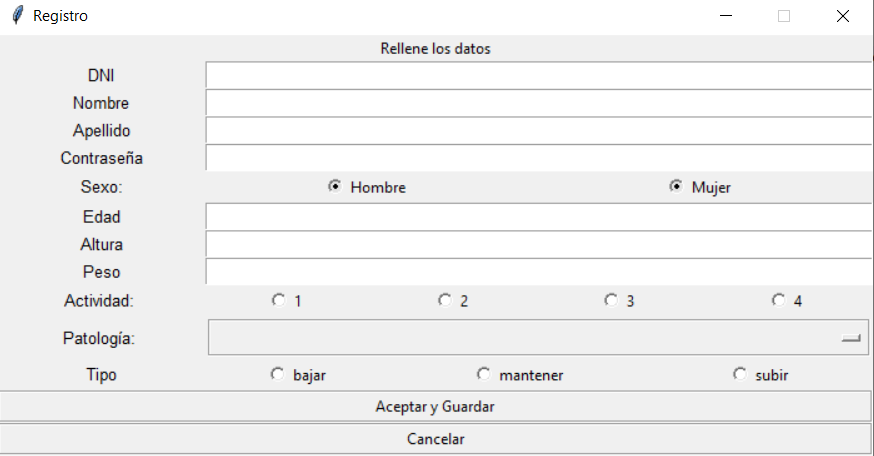 Registro
Rellene los datos
DNI
Nombre
Apellido
Contraseña
Sexo: Hombre Mujer
Edad
Altura
Peso
Actividad: 1 2 3 4
Patología:
Tipo bajar mantener subir
Aceptar y Guardar
Cancelar